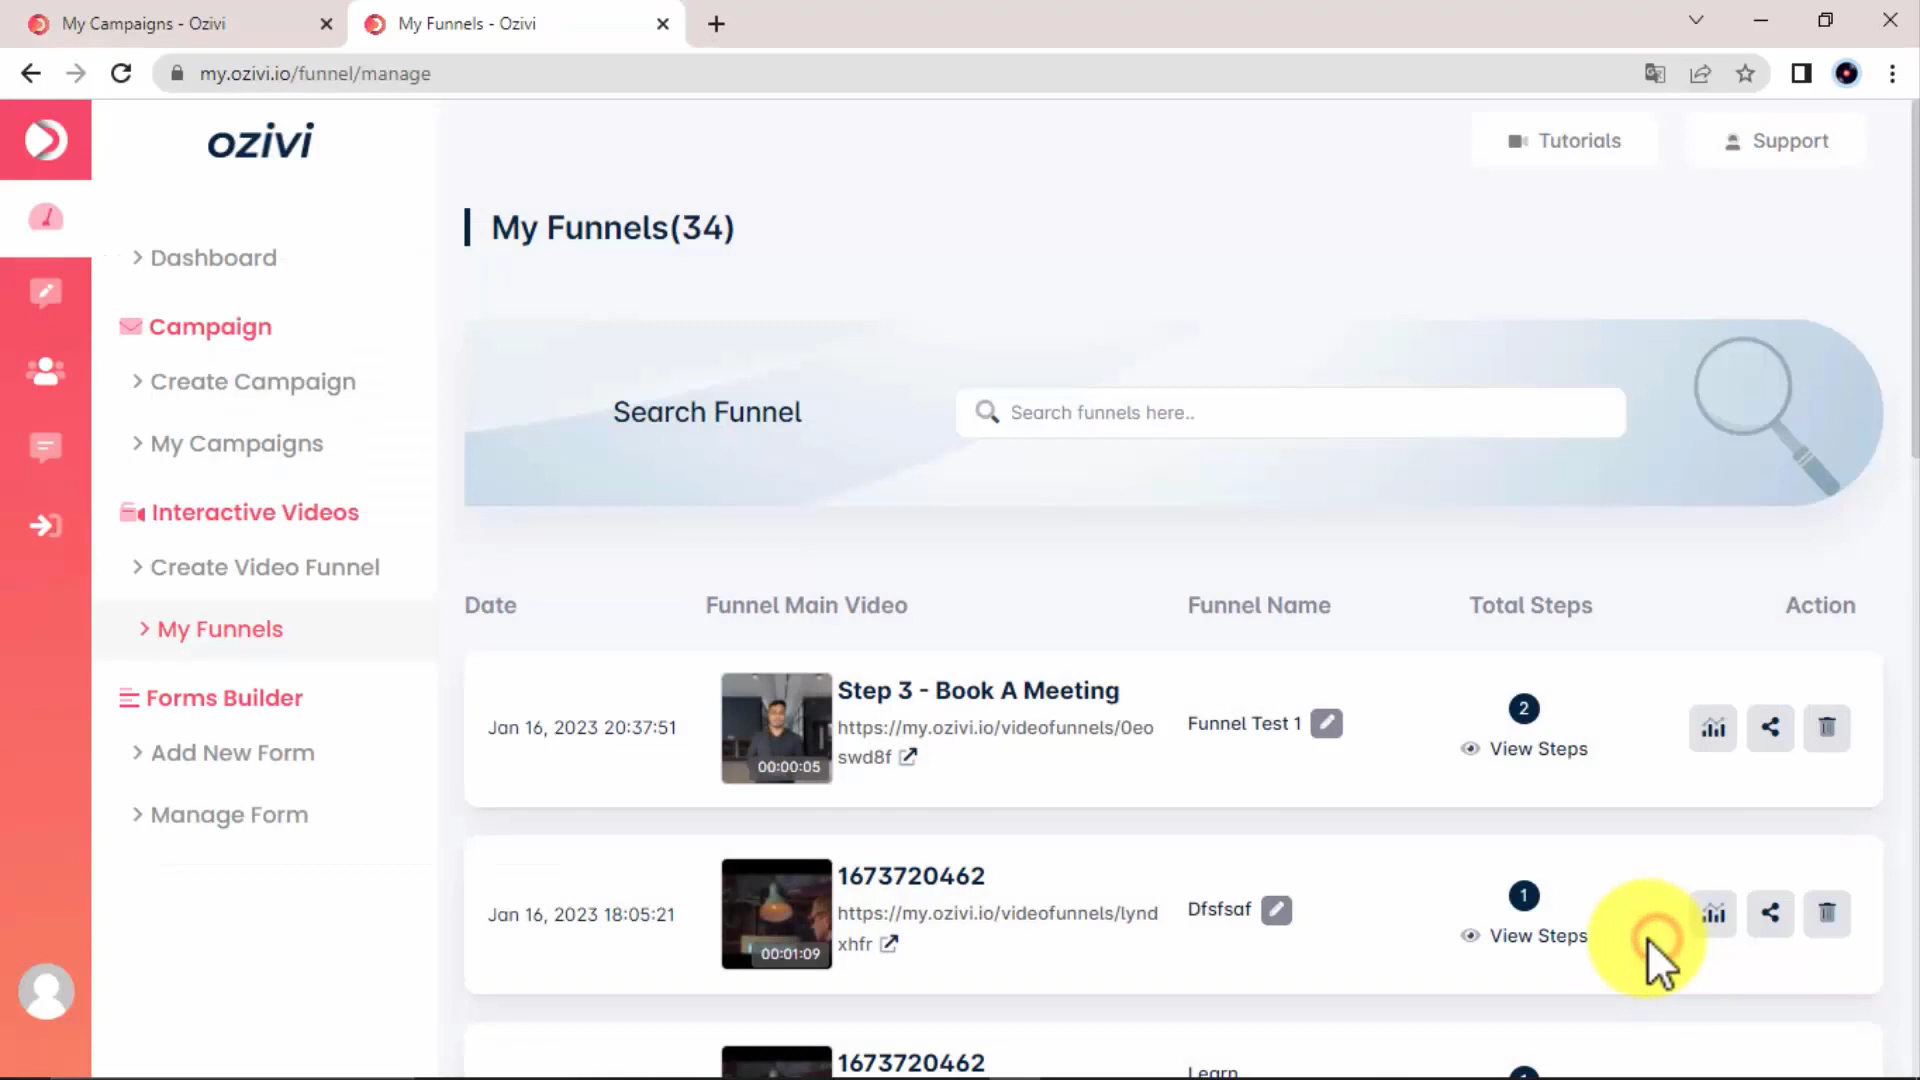 My Campaigns - Ozivi
My Funnels - Ozivi
my.ozivi.io/funnel/manage
ozivi
Tutorials
Support
My Funnels(34)
Dashboard
Campaign
Create Campaign
My Campaigns
Interactive Videos
Create Video Funnel
My Funnels
Forms Builder
Add New Form
Manage Form
Search Funnel
Search funnels here..
Date
Funnel Main Video
Funnel Name
Total Steps
Action
Jan 16, 2023 20:37:51
00:00:05
Step 3 - Book A Meeting
https://my.ozivi.io/videofunnels/0eo
swd8f
Funnel Test 1
2
View Steps
Jan 16, 2023 18:05:21
00:01:09
1673720462
https://my.ozivi.io/videofunnels/lynd
xhfr
Dfsfsaf
1
View Steps
1673720462
Learn
1